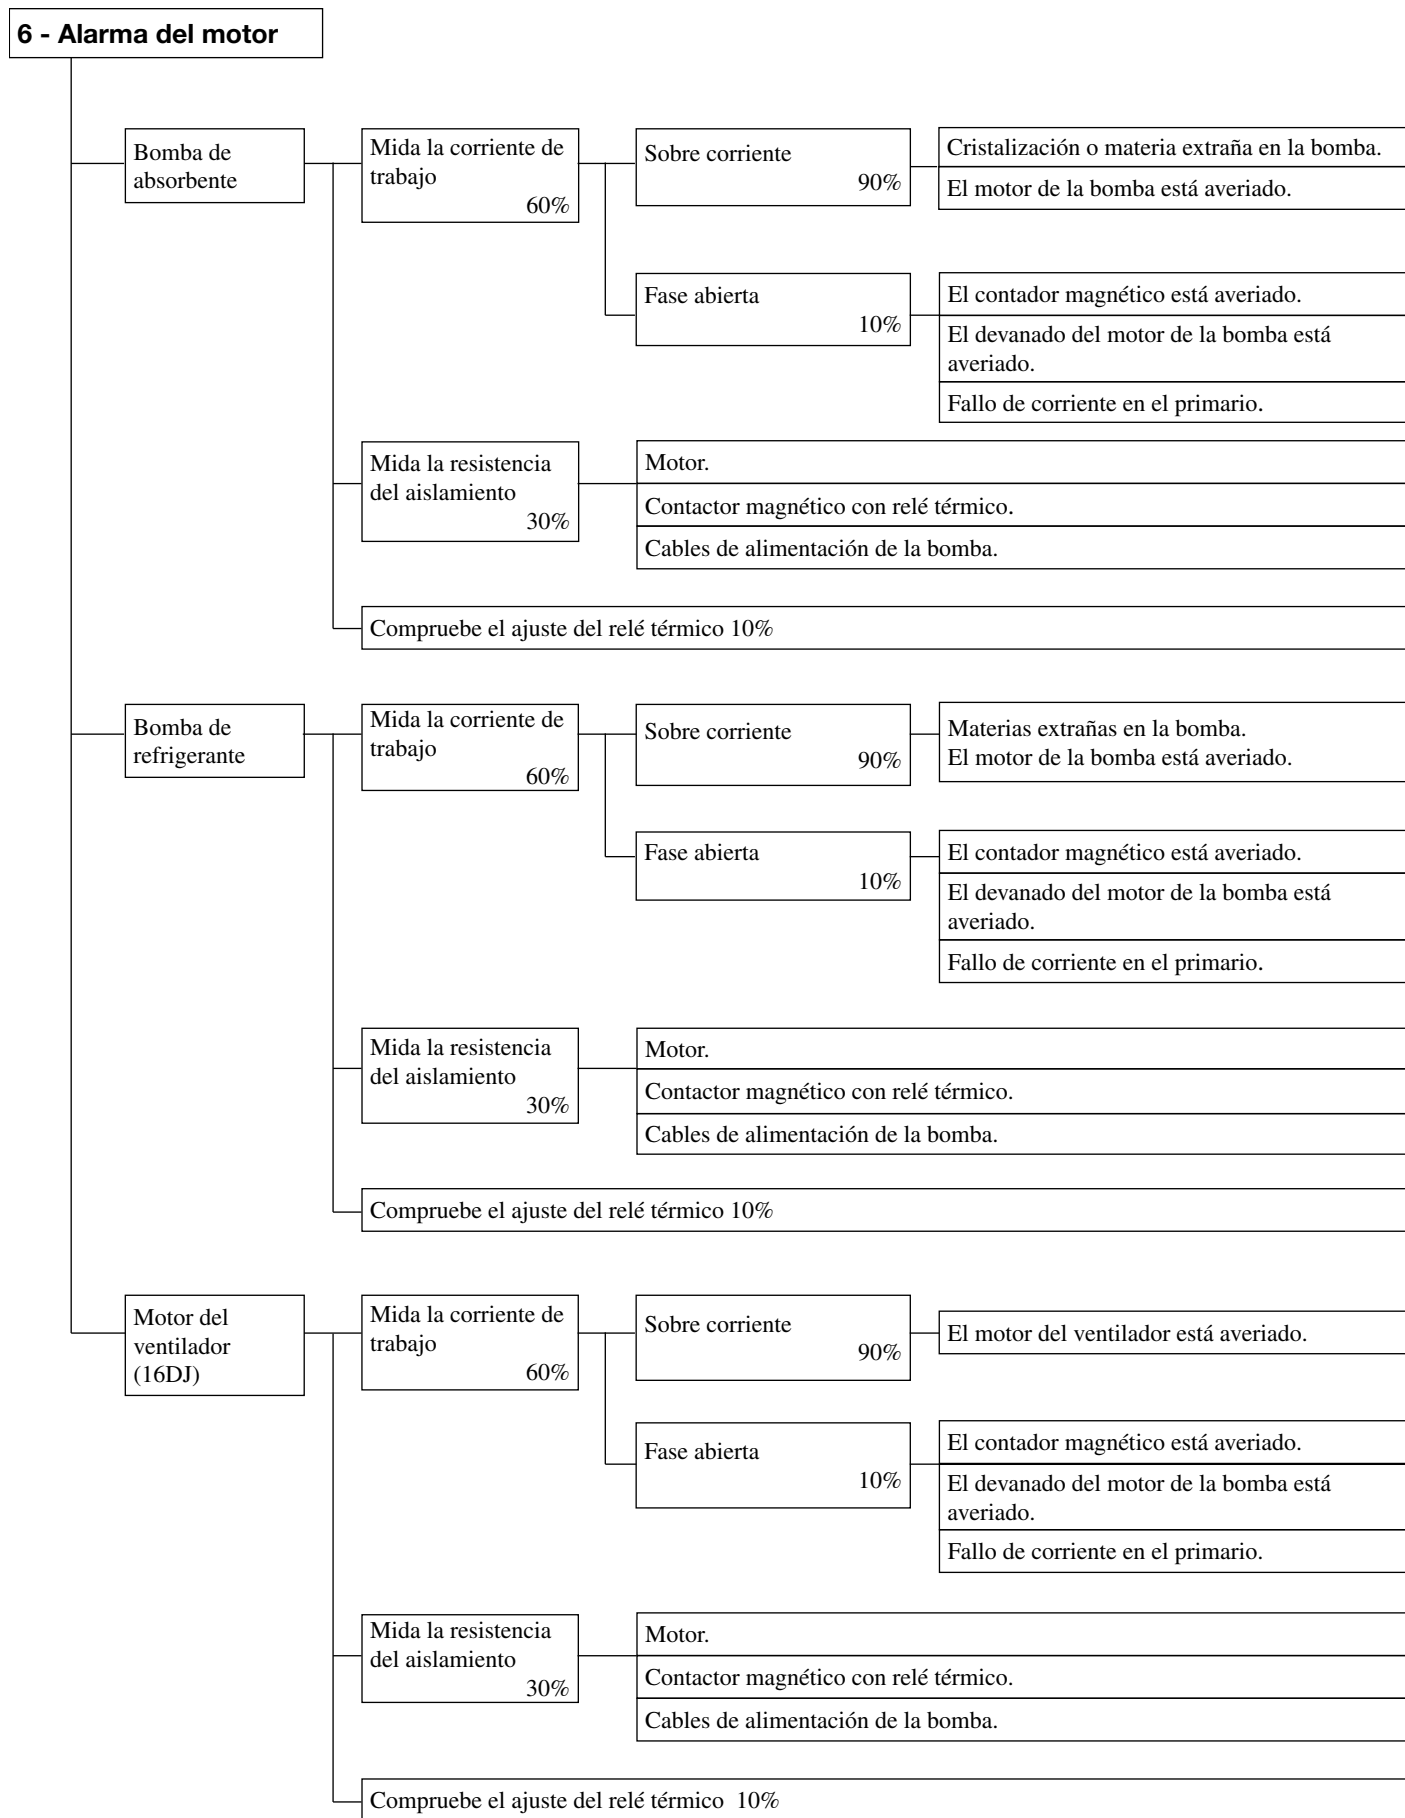 6 - Alarma del motor
Bomba de
absorbente
Mida la corriente de
trabajo
60%
Sobre corriente
90%
Cristalización o materia extraña en la bomba.
El motor de la bomba está averiado.
Fase abierta
10%
El contador magnético está averiado.
El devanado del motor de la bomba está
averiado.
Fallo de corriente en el primario.
Mida la resistencia
del aislamiento
30%
Motor.
Contactor magnético con relé térmico.
Cables de alimentación de la bomba.
Compruebe el ajuste del relé térmico 10%
Bomba de
refrigerante
Mida la corriente de
trabajo
60%
Sobre corriente
90%
Materias extrañas en la bomba.
El motor de la bomba está averiado.
Fase abierta
10%
El contador magnético está averiado.
El devanado del motor de la bomba está
averiado.
Fallo de corriente en el primario.
Mida la resistencia
del aislamiento
30%
Motor.
Contactor magnético con relé térmico.
Cables de alimentación de la bomba.
Compruebe el ajuste del relé térmico 10%
Motor del
ventilador
(16DJ)
Mida la corriente de
trabajo
60%
Sobre corriente
90%
El motor del ventilador está averiado.
Fase abierta
10%
El contador magnético está averiado.
El devanado del motor de la bomba está
averiado.
Fallo de corriente en el primario.
Mida la resistencia
del aislamiento
30%
Motor.
Contactor magnético con relé térmico.
Cables de alimentación de la bomba.
Compruebe el ajuste del relé térmico 10%